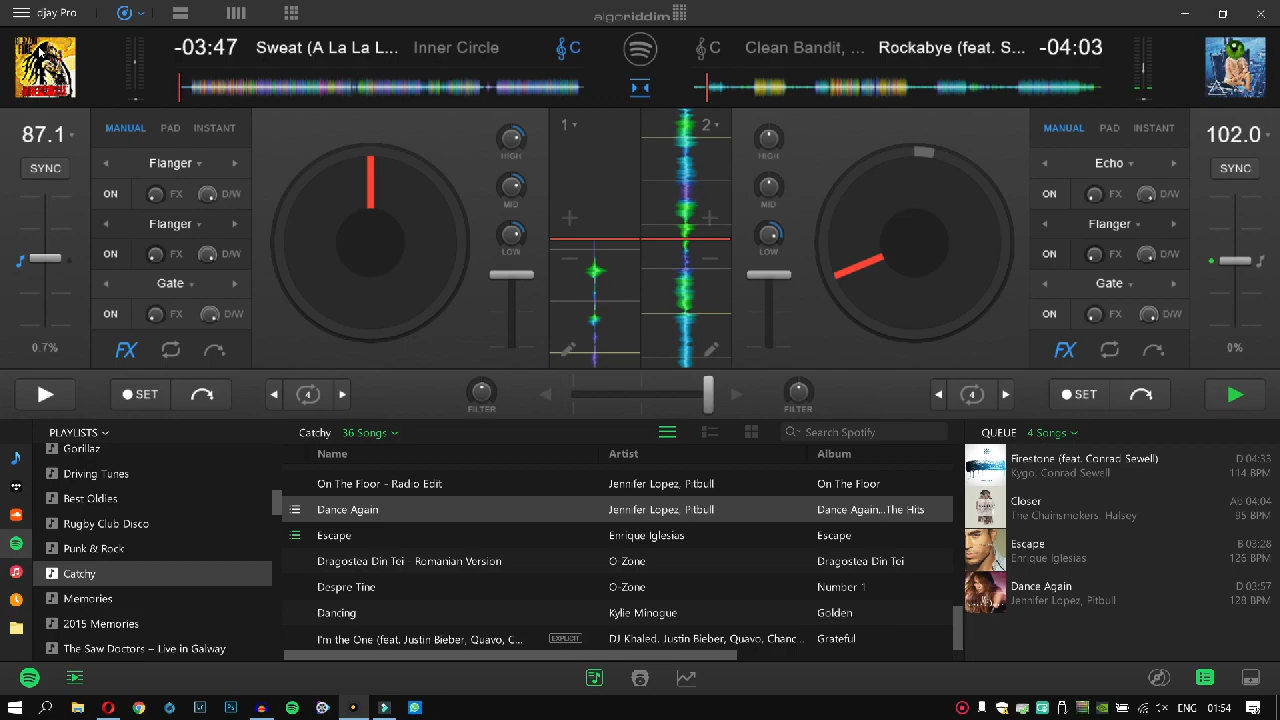 djay Pro
algoriddim
-03:47 Sweat (A La La L... Inner Circle C
C Clean Bandit, ... Rockabye (feat. S... -04:03
87.1
SYNC
0.7%
MANUAL PAD INSTANT
Flanger
ON FX D/W
Flanger
ON FX D/W
Gate
ON FX D/W
FX
HIGH
MID
LOW
1
2
HIGH
MID
LOW
MANUAL PAD INSTANT
Echo
ON FX D/W
Flanger
ON FX D/W
Gate
ON FX D/W
FX
102.0
SYNC
0%
SET
4
FILTER
FILTER
4
SET
PLAYLISTS
Gorillaz
Driving Tunes
Best Oldies
Rugby Club Disco
Punk & Rock
Catchy
Memories
2015 Memories
The Saw Doctors – Live in Galway
Catchy 36 Songs
Search Spotify
Name Artist Album
On The Floor - Radio Edit Jennifer Lopez, Pitbull On The Floor
Dance Again Jennifer Lopez, Pitbull Dance Again...The Hits
Escape Enrique Iglesias Escape
Dragostea Din Tei - Romanian Version O-Zone Dragostea Din Tei
Despre Tine O-Zone Number 1
Dancing Kylie Minogue Golden
I'm the One (feat. Justin Bieber, Quavo, C... EXPLICIT DJ Khaled, Justin Bieber, Quavo, Chanc... Grateful
QUEUE 4 Songs
Firestone (feat. Conrad Sewell) D 04:33
Kygo, Conrad Sewell 114 BPM
Closer Ab 04:04
The Chainsmokers, Halsey 95 BPM
Escape B 03:28
Enrique Iglesias 126 BPM
Dance Again D 03:57
Jennifer Lopez, Pitbull 128 BPM
ENG 01:54